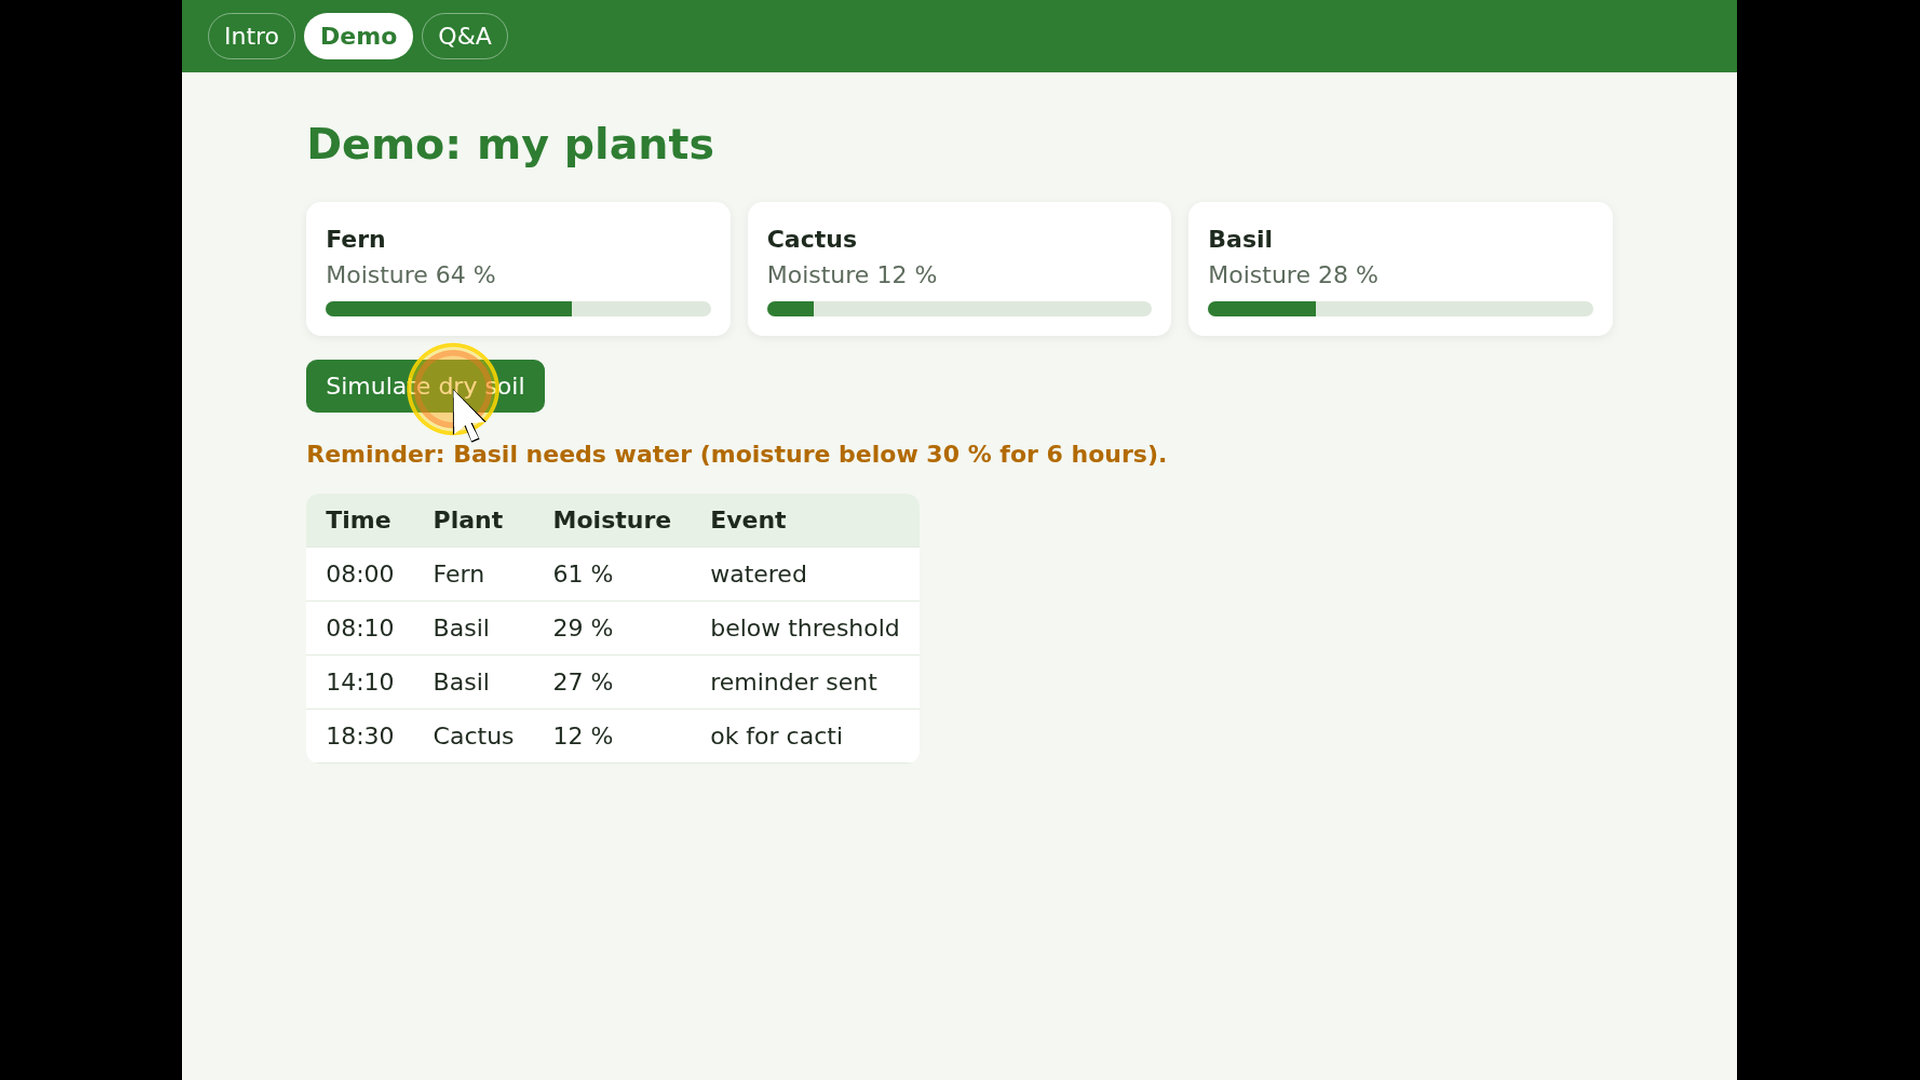 Intro Demo Q&A
Demo: my plants
Fern Cactus Basil
Moisture 64 % Moisture 12 % Moisture 28 %
Simulate dry soil
Reminder: Basil needs water (moisture below 30 % for 6 hours).
Time Plant Moisture Event
08:00 Fern 61 % watered
08:10 Basil 29 % below threshold
14:10 Basil 27 % reminder sent
18:30 Cactus 12 % ok for cacti